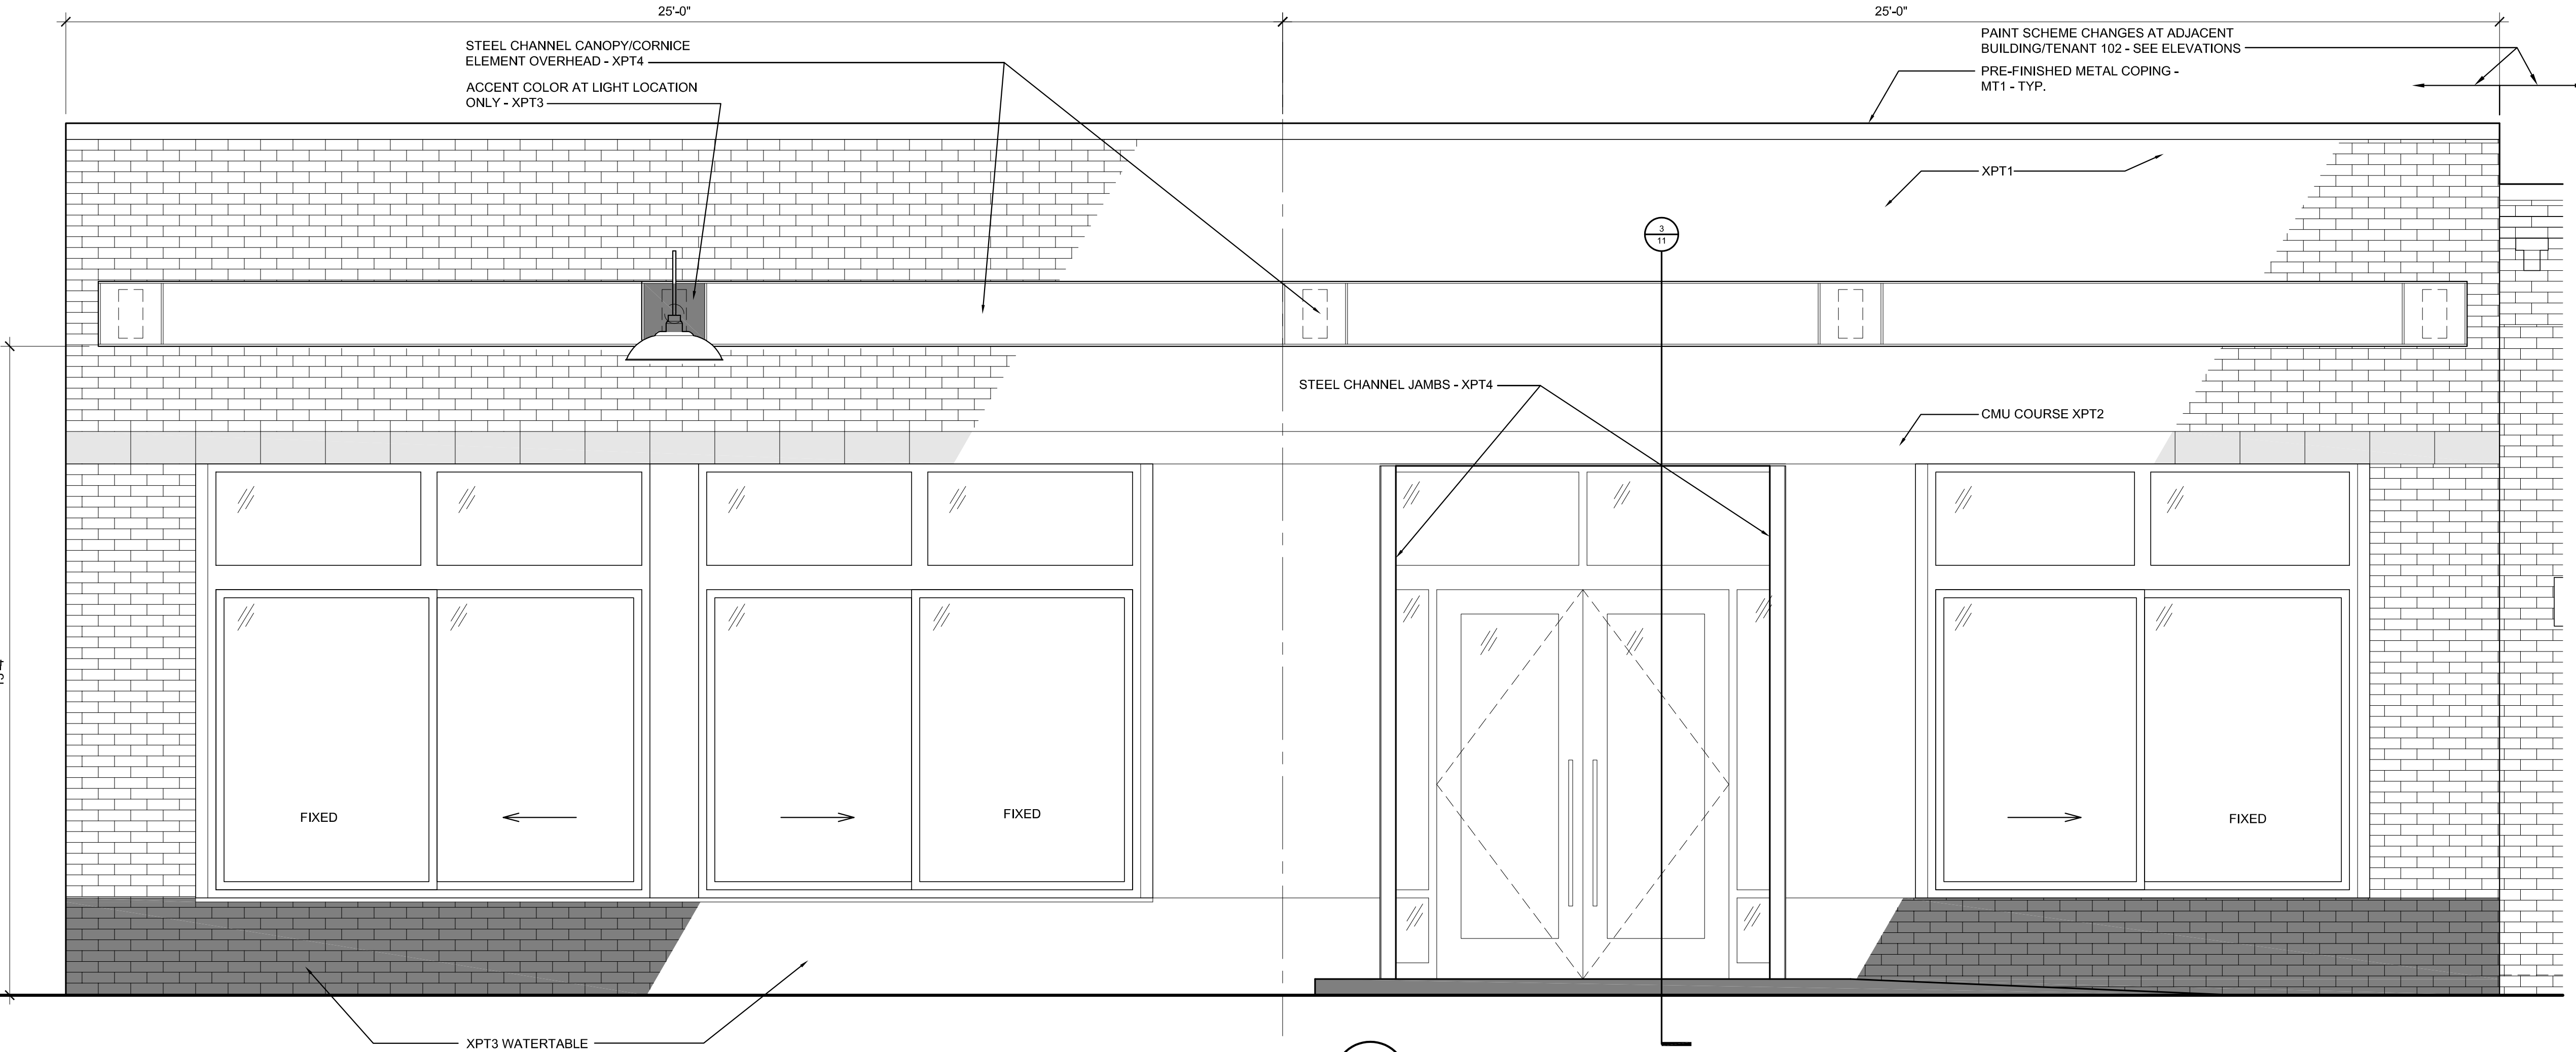 25'-0"
25'-0"
STEEL CHANNEL CANOPY/CORNICE
ELEMENT OVERHEAD - XPT4
ACCENT COLOR AT LIGHT LOCATION
ONLY - XPT3
PAINT SCHEME CHANGES AT ADJACENT
BUILDING/TENANT 102 - SEE ELEVATIONS
PRE-FINISHED METAL COPING -
MT1 - TYP.
XPT1
3
11
STEEL CHANNEL JAMBS - XPT4
CMU COURSE XPT2
FIXED
FIXED
FIXED
XPT3 WATERTABLE